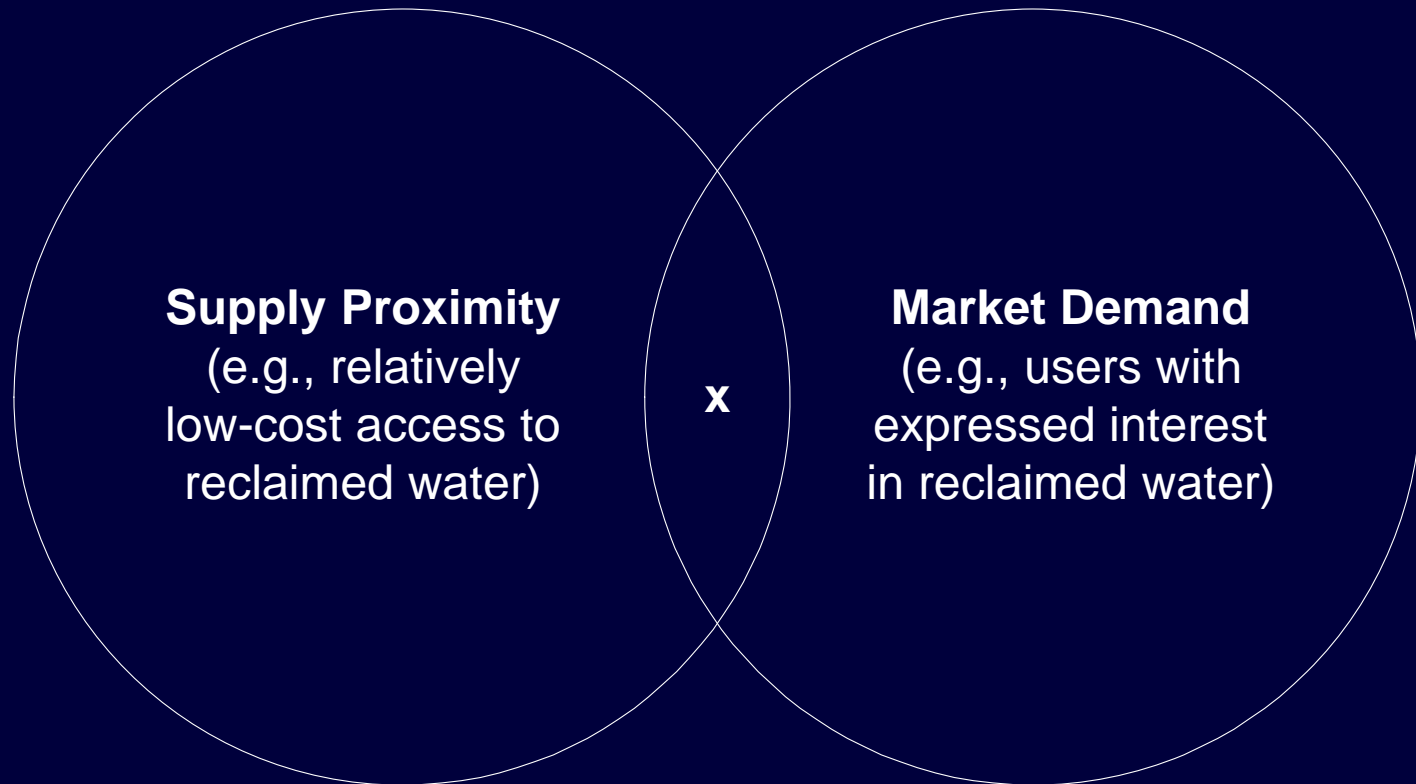 Supply Proximity
(e.g., relatively
low-cost access to
reclaimed water)
x
Market Demand
(e.g., users with
expressed interest
in reclaimed water)